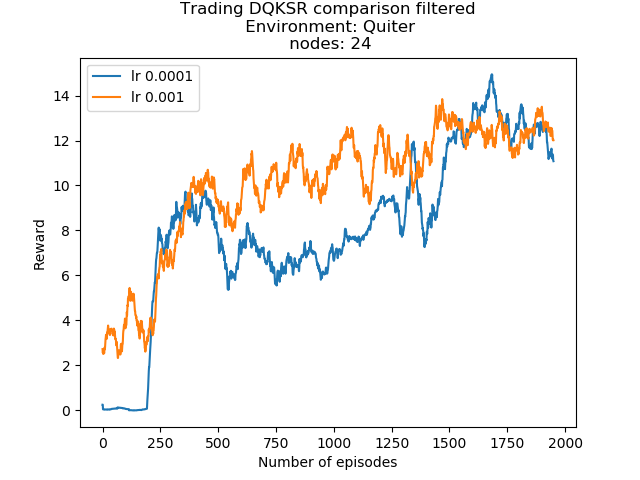 Trading DQKSR comparison filtered
Environment: Quiter
nodes: 24
lr 0.0001
lr 0.001
Reward
14
12
10
8
6
4
2
0
0 250 500 750 1000 1250 1500 1750 2000
Number of episodes